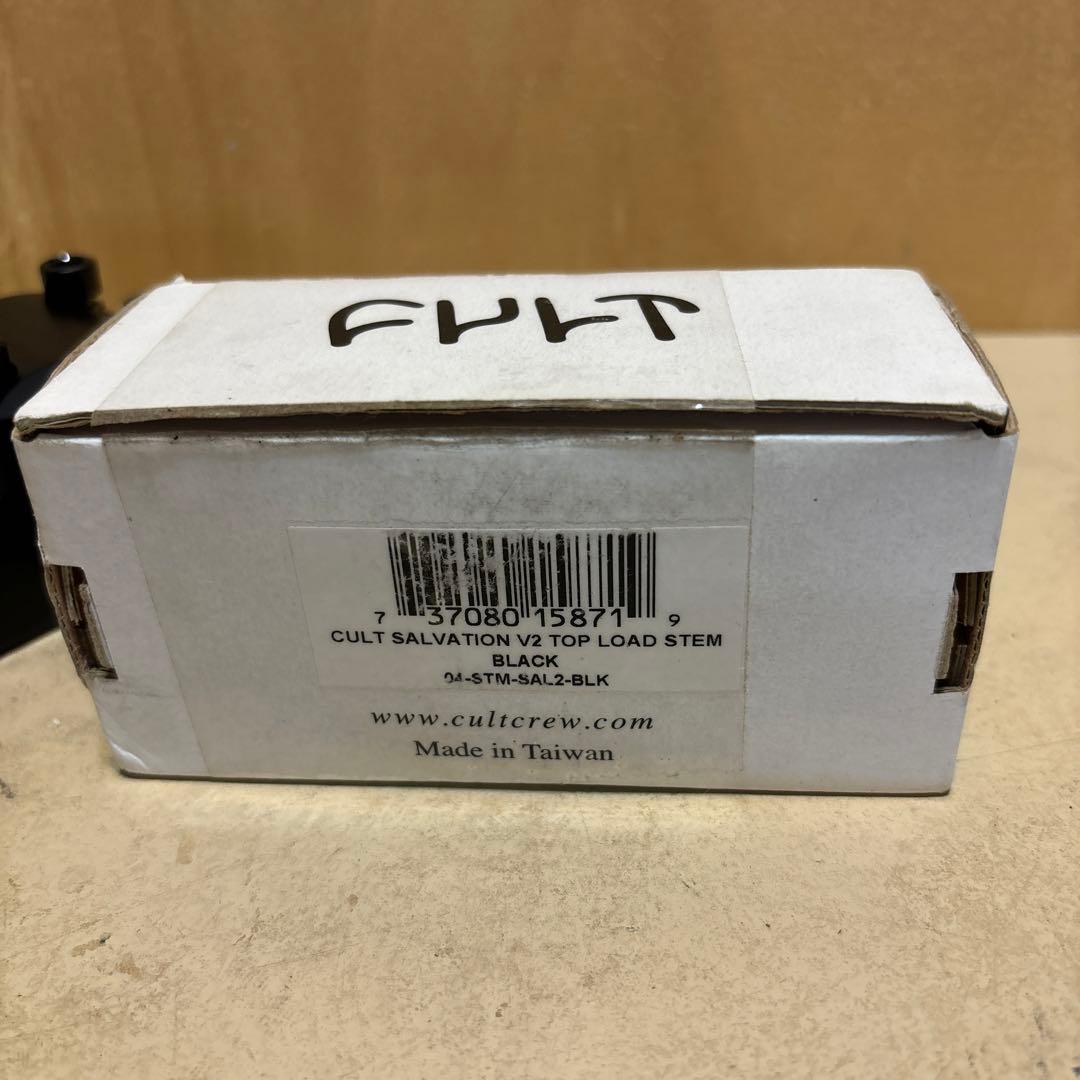 CULT
7 37080 15871 9
CULT SALVATION V2 TOP LOAD STEM
BLACK
04-STM-SAL2-BLK
www.cultcrew.com
Made in Taiwan